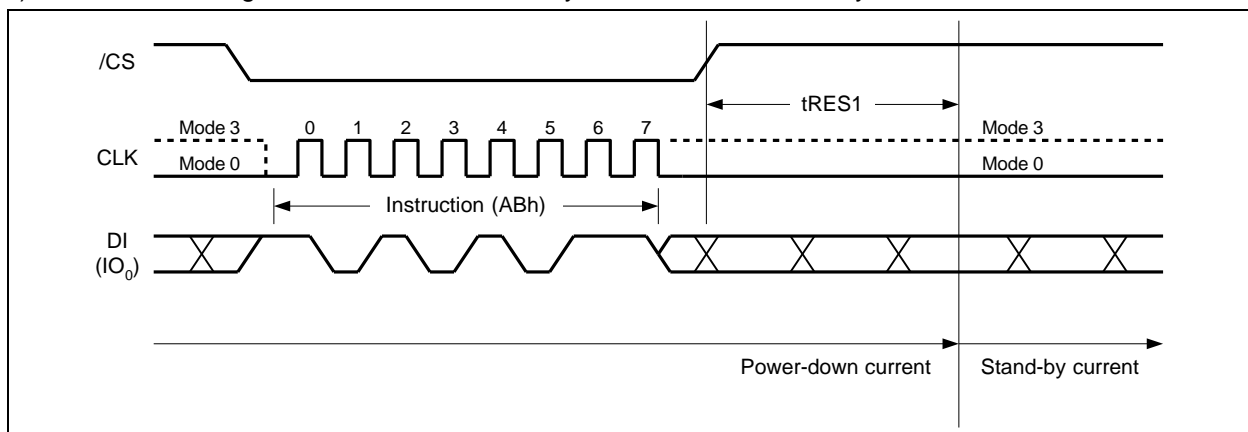 /CS
tRES1
Mode 3
0 1 2 3 4 5 6 7
Mode 3
CLK
Mode 0
Mode 0
Instruction (ABh)
DI
(IO0)
Power-down current
Stand-by current